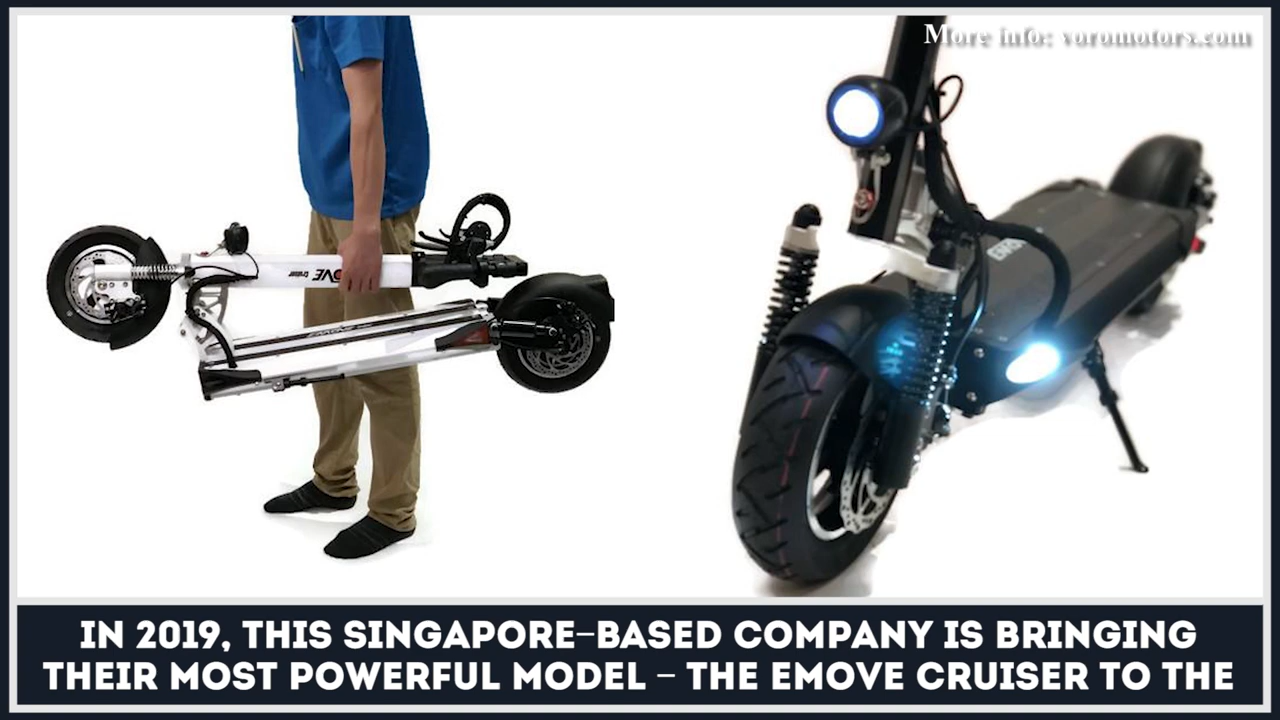 More info: voromotors.com
IN 2019, THIS SINGAPORE-BASED COMPANY IS BRINGING
THEIR MOST POWERFUL MODEL - THE EMOVE CRUISER TO THE